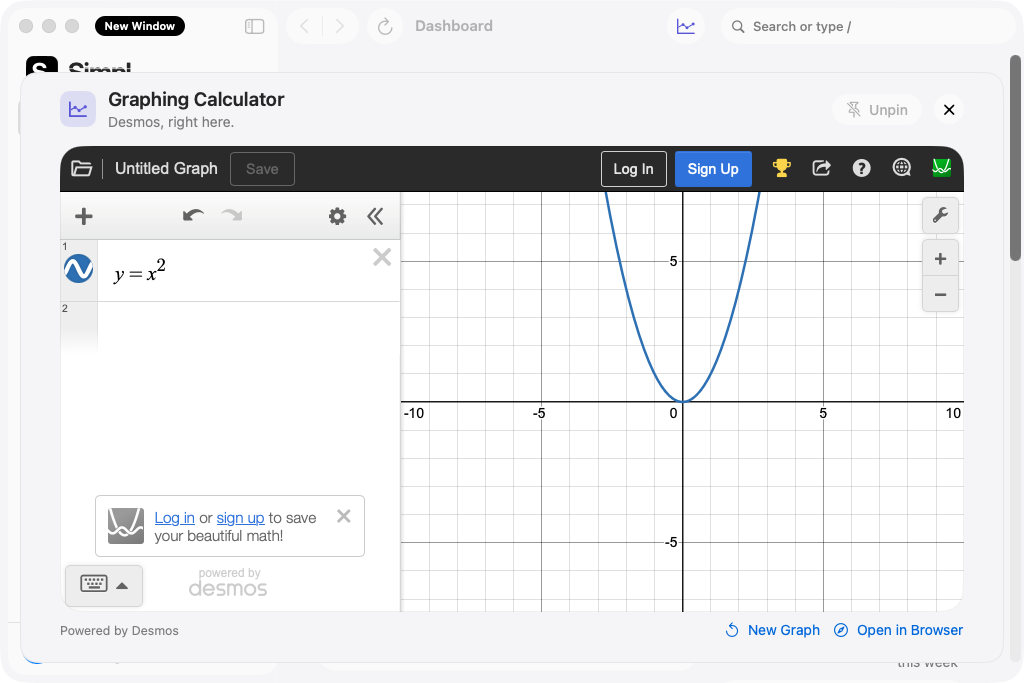 New Window
Dashboard
Search or type /
Simpl
Graphing Calculator
Desmos, right here.
Unpin
Untitled Graph
Save
Log In
Sign Up
1
y = x²
2
5
-10
-5
0
5
10
-5
Log in or sign up to save
your beautiful math!
powered by
desmos
Powered by Desmos
New Graph
Open in Browser
this week